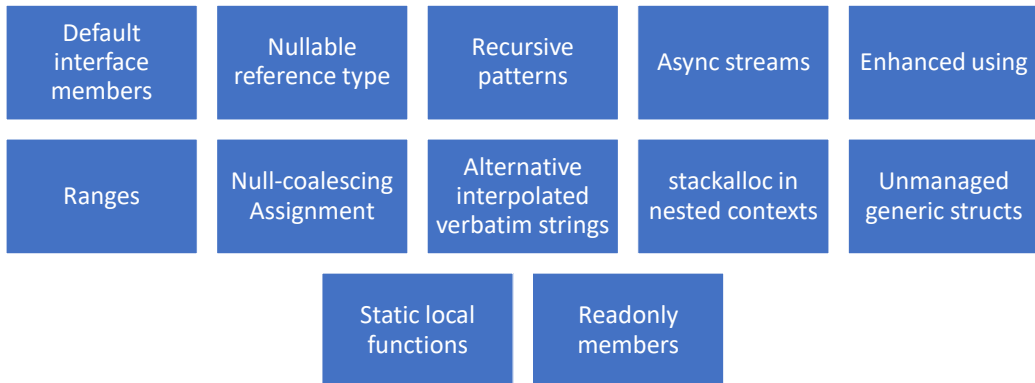 Default
interface
members
Nullable
reference type
Recursive
patterns
Async streams
Enhanced using
Ranges
Null-coalescing
Assignment
Alternative
interpolated
verbatim strings
stackalloc in
nested contexts
Unmanaged
generic structs
Static local
functions
Readonly
members